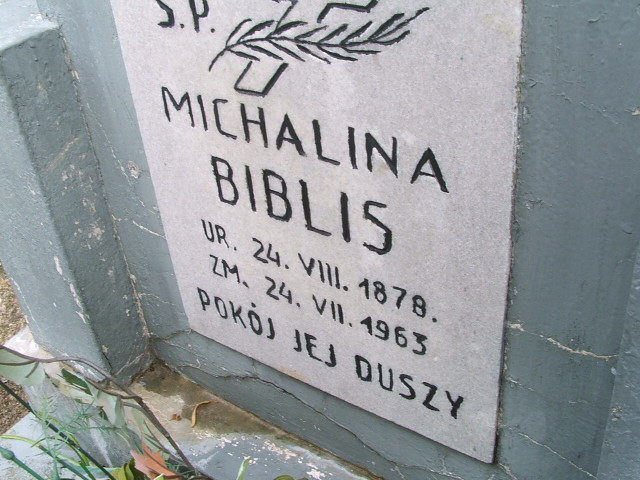 Ś.P.
MICHALINA
BIBLIS
UR. 24. VIII. 1878.
ZM. 24. VII. 1963
POKÓJ JEJ DUSZY